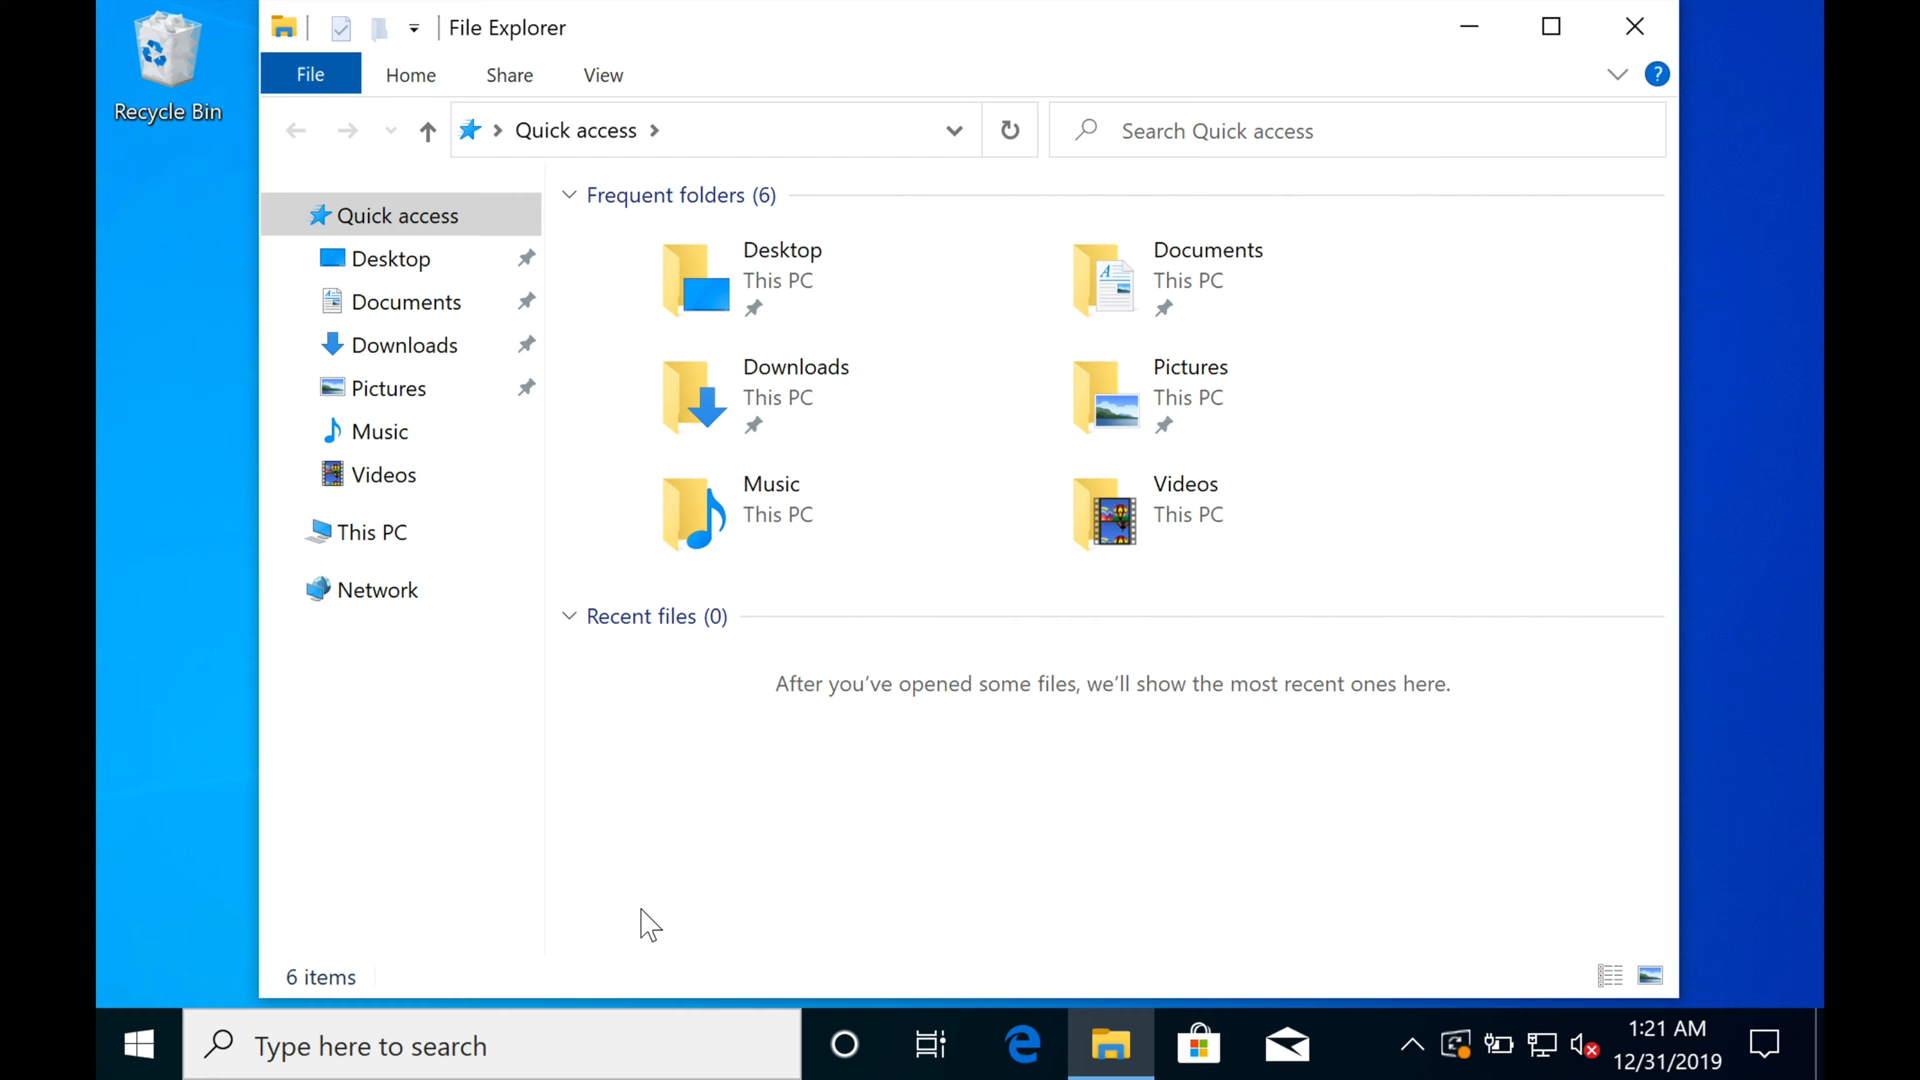 File Explorer
Recycle Bin
File Home Share View
?
Quick access
Search Quick access
Quick access
Desktop
Documents
Downloads
Pictures
Music
Videos
This PC
Network
Frequent folders (6)
Desktop
This PC
Documents
This PC
Downloads
This PC
Pictures
This PC
Music
This PC
Videos
This PC
Recent files (0)
After you’ve opened some files, we’ll show the most recent ones here.
6 items
Type here to search
1:21 AM
12/31/2019